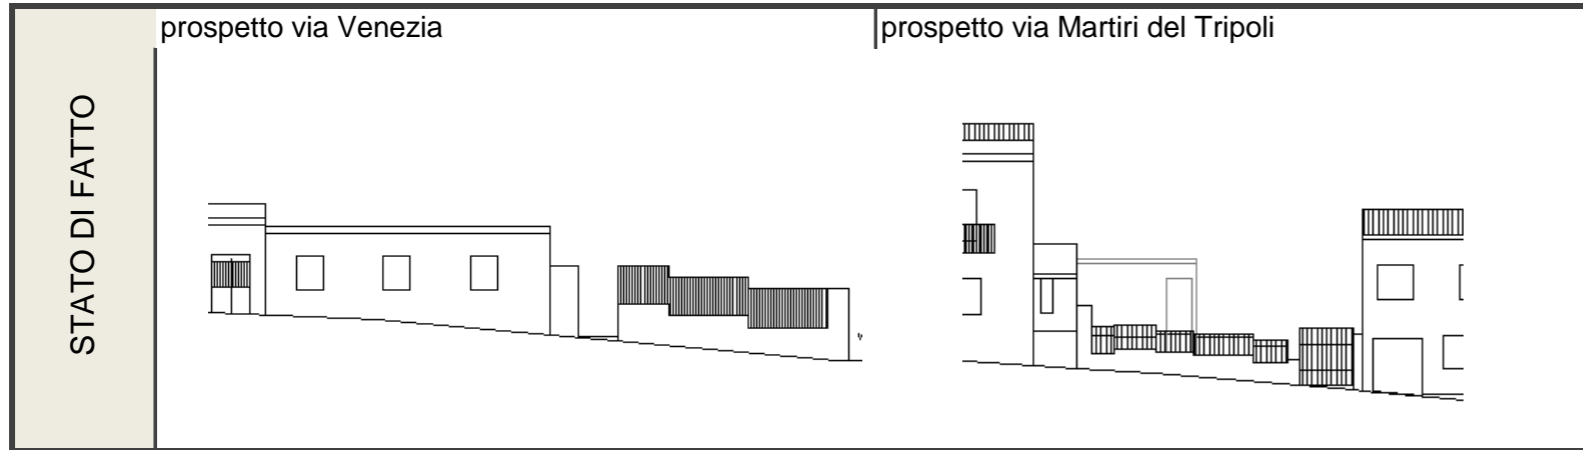 STATO DI FATTO
prospetto via Venezia
prospetto via Martiri del Tripoli